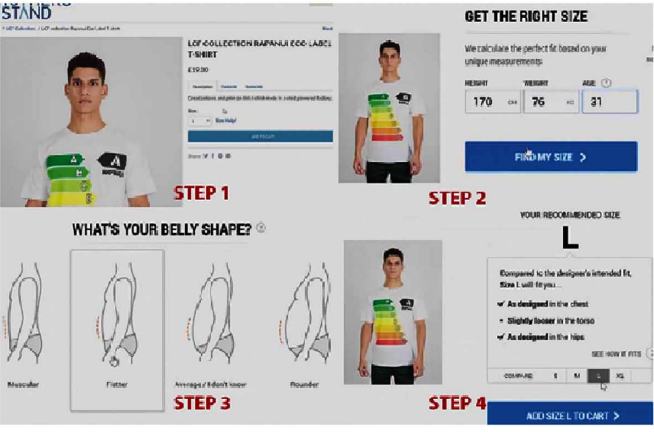 STAND
LCF COLLECTION RAPANUI ECO LABEL
T-SHIRT
£19.00
Size Help!
Share
STEP 1
GET THE RIGHT SIZE
We calculate the perfect fit based on your
unique measurements
HEIGHT WEIGHT AGE
170 CM 76 KG 31
FIND MY SIZE >
STEP 2
WHAT'S YOUR BELLY SHAPE?
Muscular Flatter Average / I don't know Rounder
STEP 3
YOUR RECOMMENDED SIZE
L
Compared to the designer's intended fit,
Size L will fit you...
As designed in the chest
Slightly looser in the torso
As designed in the hips
SEE HOW IT FITS
COMPARE: S M L XL
ADD SIZE L TO CART >
STEP 4